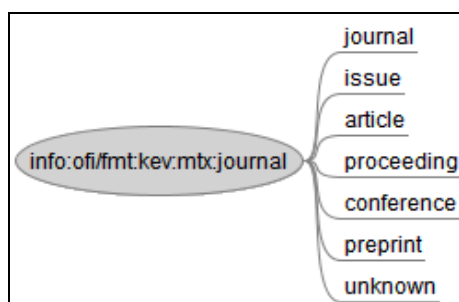 journal
issue
article
info:ofi/fmt:kev:mtx:journal
proceeding
conference
preprint
unknown